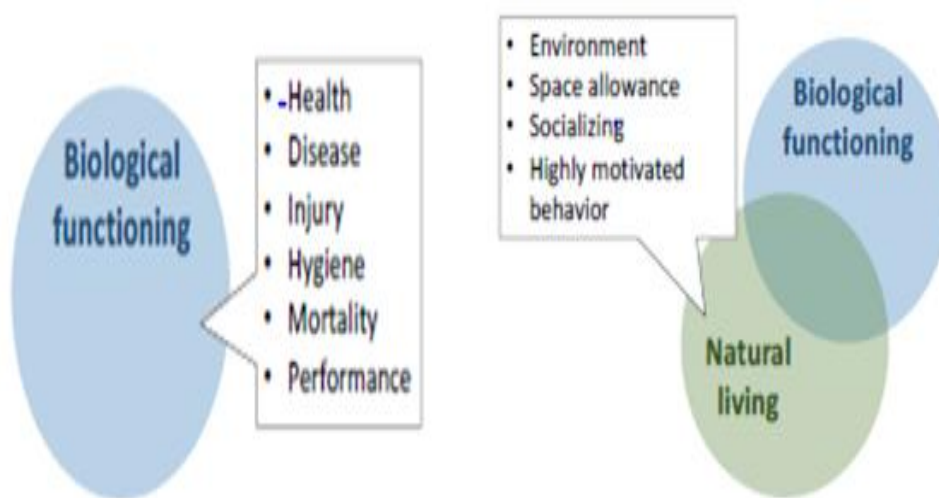 Biological
functioning
• -Health
• Disease
• Injury
• Hygiene
• Mortality
• Performance
• Environment
• Space allowance
• Socializing
• Highly motivated
behavior
Biological
functioning
Natural
living